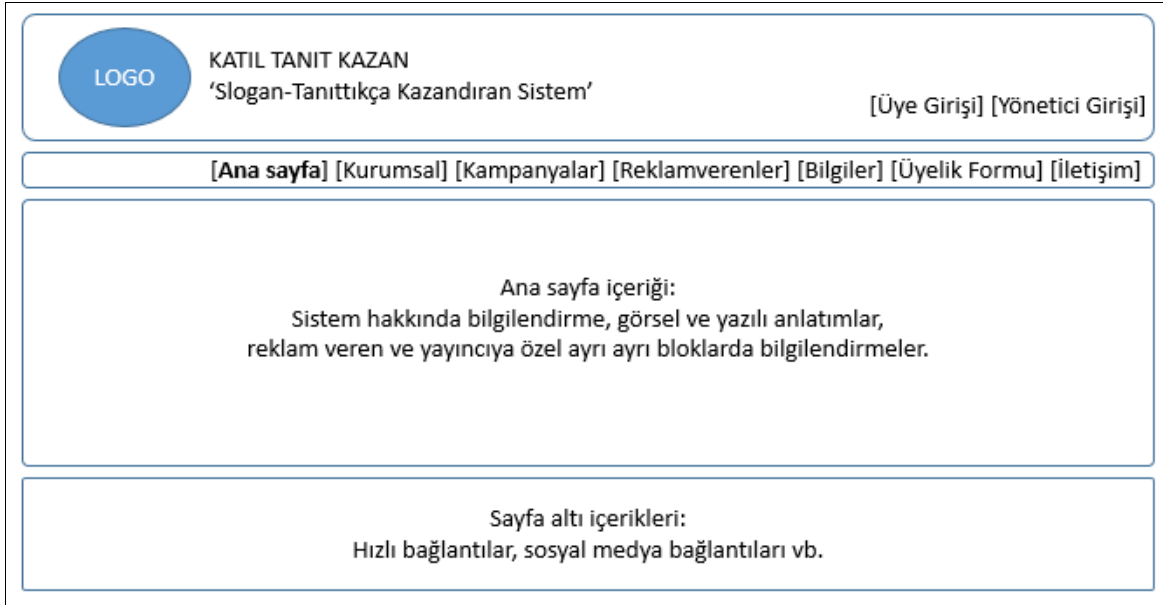 LOGO
KATIL TANIT KAZAN
‘Slogan-Tanıttıkça Kazandıran Sistem’
[Üye Girişi] [Yönetici Girişi]
[Ana sayfa] [Kurumsal] [Kampanyalar] [Reklamverenler] [Bilgiler] [Üyelik Formu] [İletişim]
Ana sayfa içeriği:
Sistem hakkında bilgilendirme, görsel ve yazılı anlatımlar,
reklam veren ve yayıncıya özel ayrı ayrı bloklarda bilgilendirmeler.
Sayfa altı içerikleri:
Hızlı bağlantılar, sosyal medya bağlantıları vb.